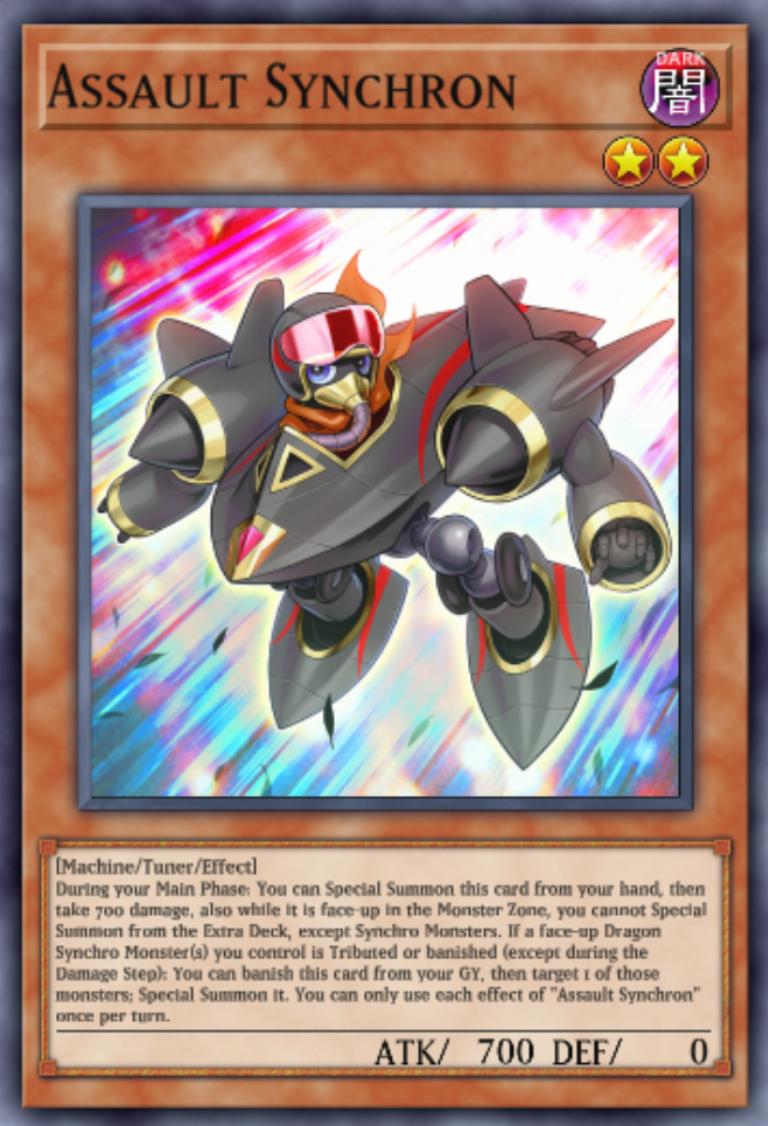 ASSAULT SYNCHRON
DARK
闇
[Machine/Tuner/Effect]
During your Main Phase: You can Special Summon this card from your hand, then
take 700 damage, also while it is face-up in the Monster Zone, you cannot Special
Summon from the Extra Deck, except Synchro Monsters. If a face-up Dragon
Synchro Monster(s) you control is Tributed or banished (except during the
Damage Step): You can banish this card from your GY, then target 1 of those
monsters; Special Summon it. You can only use each effect of "Assault Synchron"
once per turn.
ATK/ 700 DEF/ 0